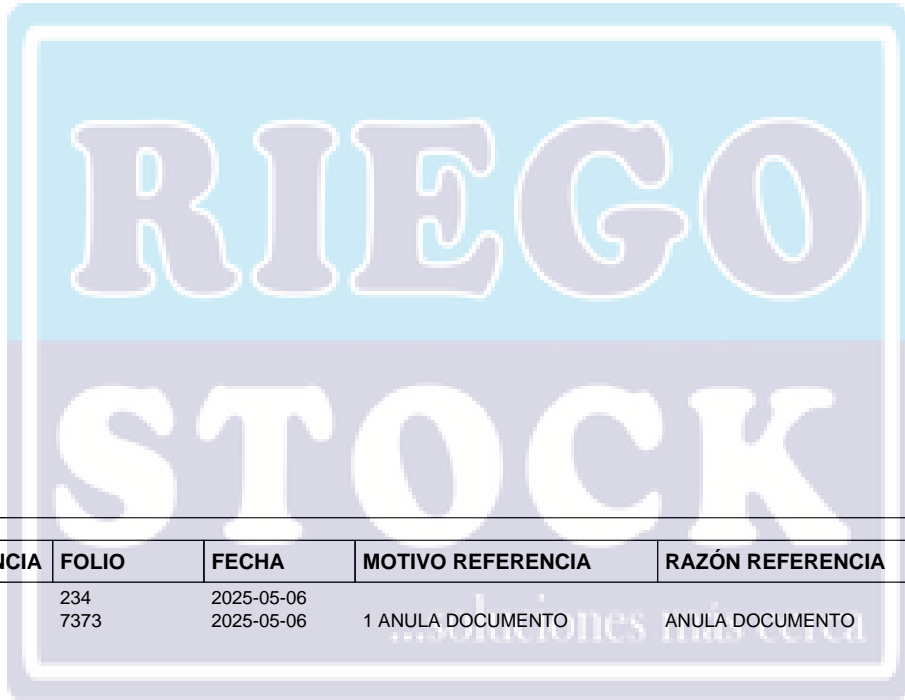 RIEGO
STOCK
NCIA FOLIO FECHA MOTIVO REFERENCIA RAZÓN REFERENCIA
234 2025-05-06
7373 2025-05-06 1 ANULA DOCUMENTO ANULA DOCUMENTO
...soluciones más cerca